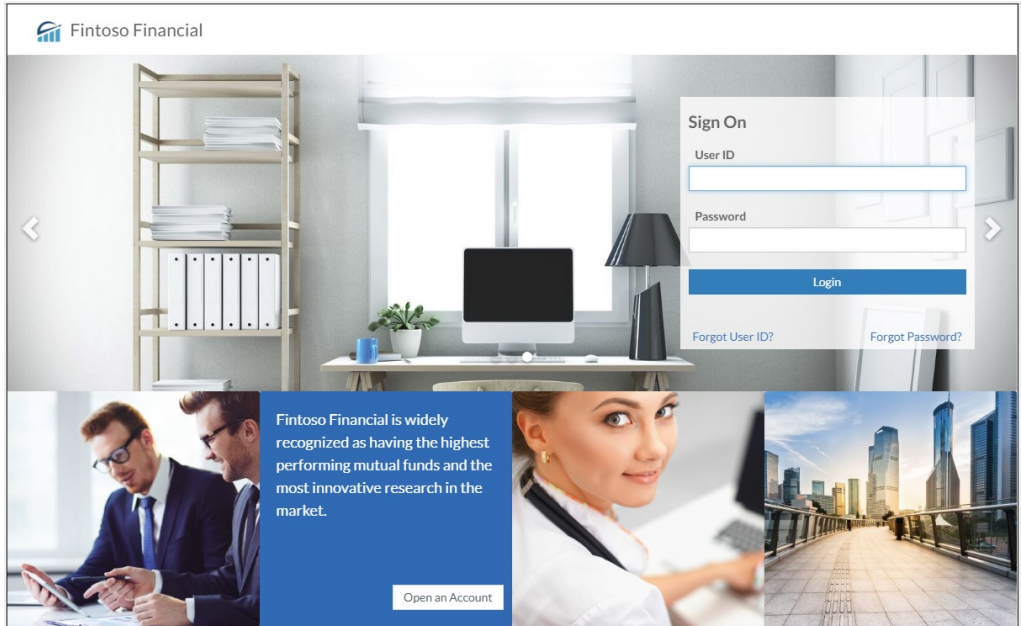 Fintoso Financial
Sign On
User ID
Password
Login
Forgot User ID?
Forgot Password?
Fintoso Financial is widely
recognized as having the highest
performing mutual funds and the
most innovative research in the
market.
Open an Account